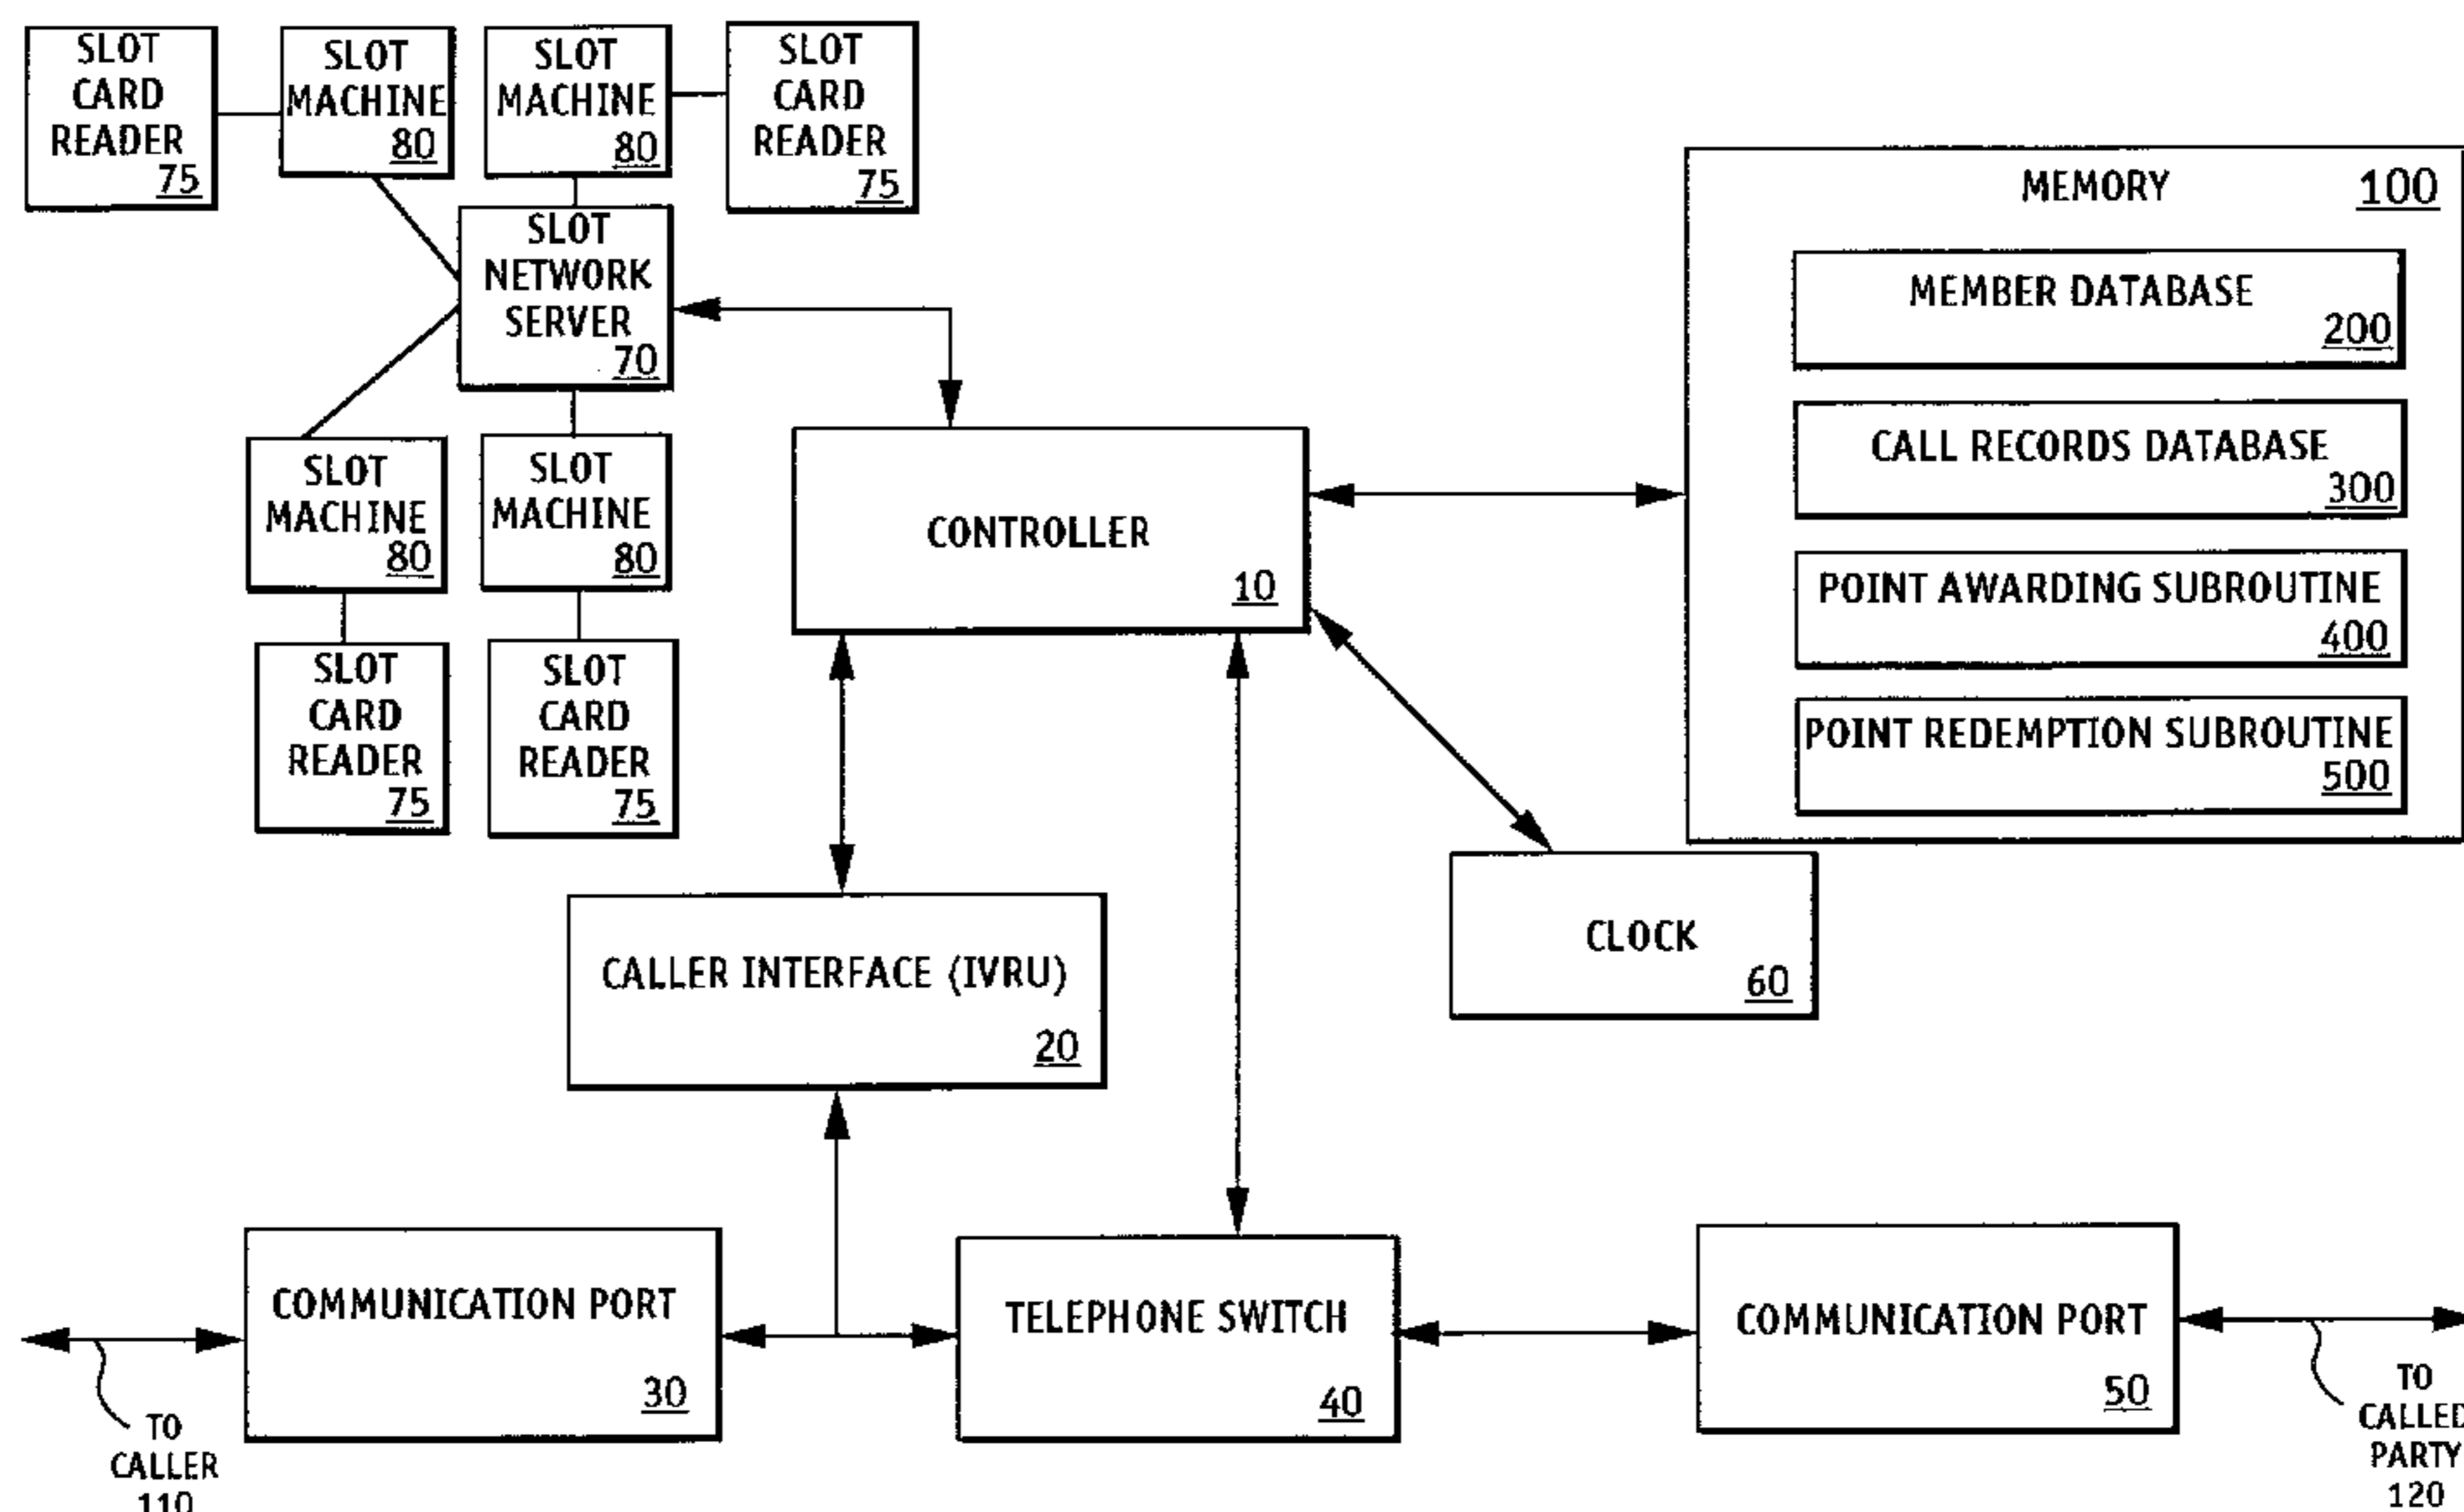 SLOT
CARD
READER
75
SLOT
MACHINE
80
SLOT
MACHINE
80
SLOT
CARD
READER
75
SLOT
NETWORK
SERVER
70
SLOT
MACHINE
80
SLOT
MACHINE
80
SLOT
CARD
READER
75
SLOT
CARD
READER
75
MEMORY 100
MEMBER DATABASE
200
CALL RECORDS DATABASE
300
POINT AWARDING SUBROUTINE
400
POINT REDEMPTION SUBROUTINE
500
CONTROLLER
10
CLOCK
60
CALLER INTERFACE (IVRU)
20
COMMUNICATION PORT
30
TELEPHONE SWITCH
40
COMMUNICATION PORT
50
TO
CALLER
110
TO
CALLED
PARTY
120